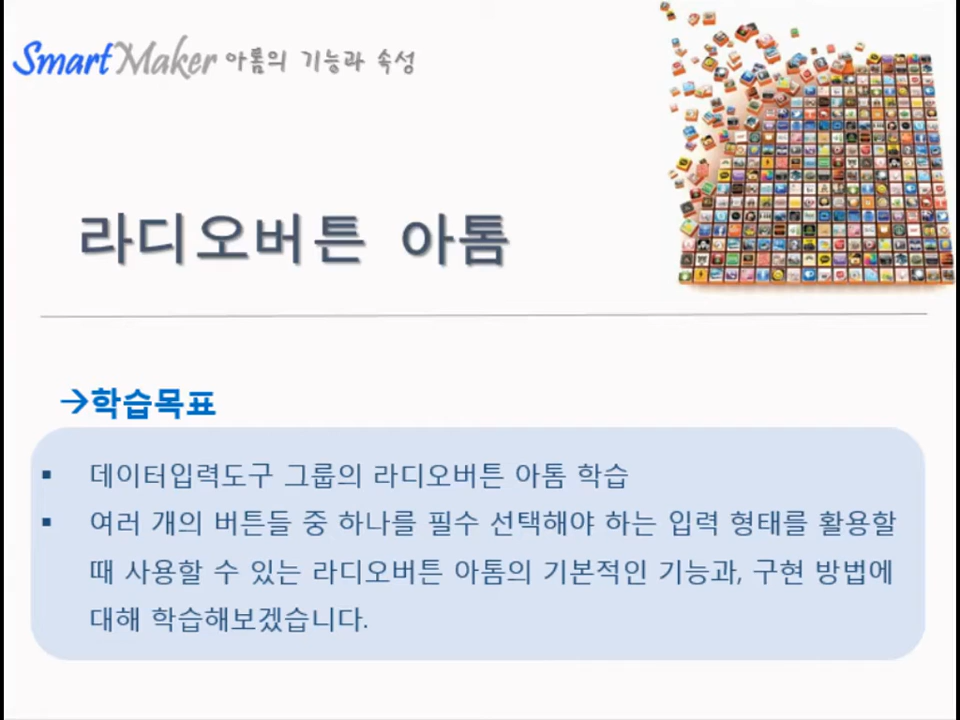 SmartMaker 아톰의 기능과 속성
라디오버튼 아톰
→학습목표
▪ 데이터입력도구 그룹의 라디오버튼 아톰 학습
▪ 여러 개의 버튼들 중 하나를 필수 선택해야 하는 입력 형태를 활용할
때 사용할 수 있는 라디오버튼 아톰의 기본적인 기능과, 구현 방법에
대해 학습해보겠습니다.